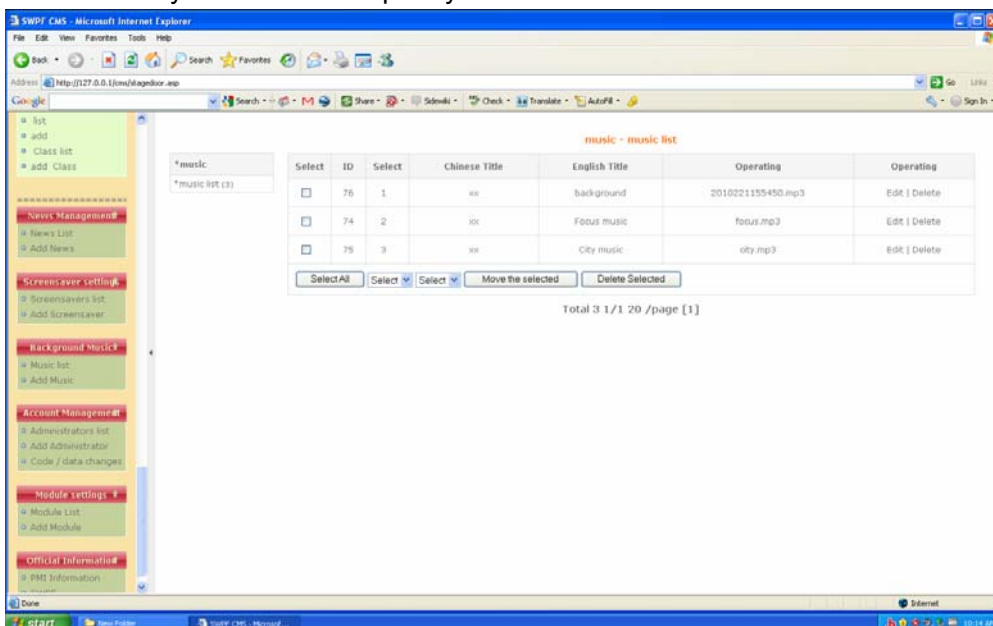 SWPF CMS - Microsoft Internet Explorer
File Edit View Favorites Tools Help
Back Search Favorites
Address http://127.0.0.1/cms/stagedoor.asp Go Links
Google Search Share Sidewiki Check Translate AutoFill Sign In
list
add
Class list
add Class
News Management
News List
Add News
Screensaver settings
Screensavers list
Add Screensaver
Background Music
Music list
Add Music
Account Management
Administrators list
Add Administrator
Code / data changes
Module settings
Module List
Add Module
Official Information
PMI Information
*music
*music list (3)
music - music list
Select ID Select Chinese Title English Title Operating Operating
76 1 xx background 2010221155450.mp3 Edit | Delete
74 2 xx Focus music focus.mp3 Edit | Delete
75 3 xx City music city.mp3 Edit | Delete
Select All Select Select Move the selected Delete Selected
Total 3 1/1 20 /page [1]
Done Internet
start New Folder SWPF CMS - Microsof... 10:14 AM